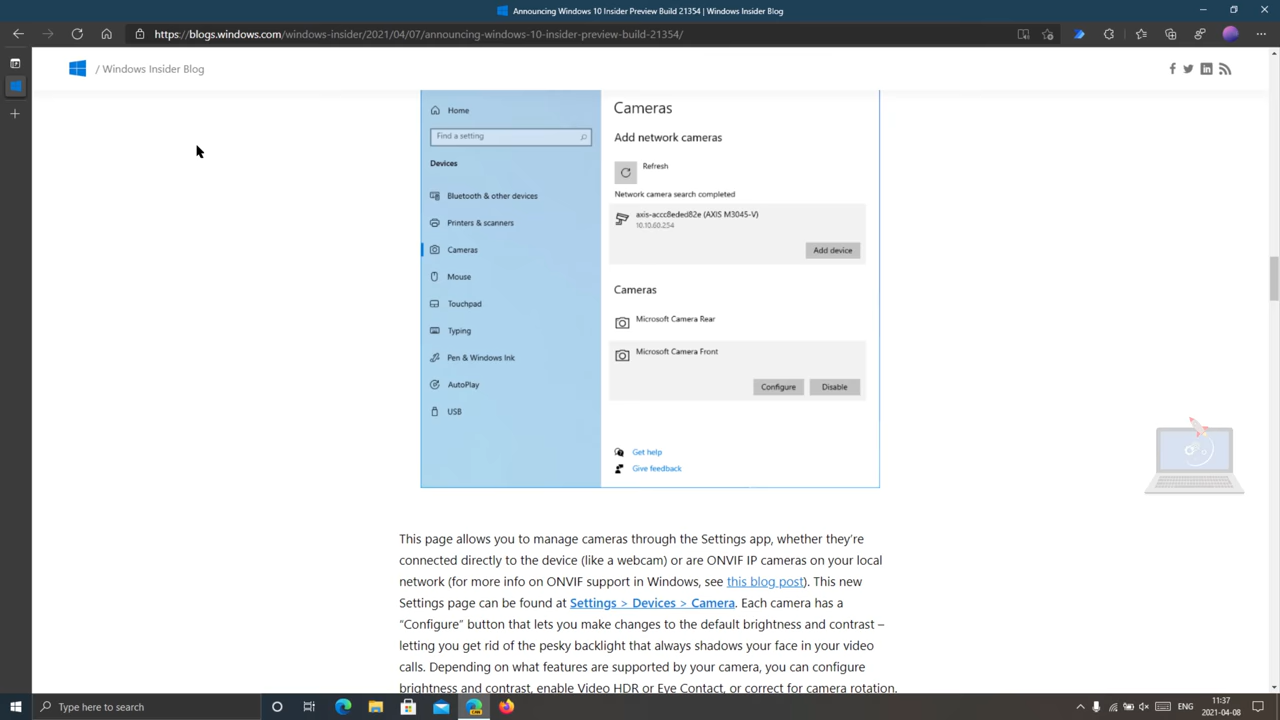 Announcing Windows 10 Insider Preview Build 21354 | Windows Insider Blog
https://blogs.windows.com/windows-insider/2021/04/07/announcing-windows-10-insider-preview-build-21354/
/ Windows Insider Blog
Home
Find a setting
Devices
Bluetooth & other devices
Printers & scanners
Cameras
Mouse
Touchpad
Typing
Pen & Windows Ink
AutoPlay
USB
Cameras
Add network cameras
Refresh
Network camera search completed
axis-accc8eded82e (AXIS M3045-V)
10.10.60.254
Add device
Cameras
Microsoft Camera Rear
Microsoft Camera Front
Configure Disable
Get help
Give feedback
This page allows you to manage cameras through the Settings app, whether they’re
connected directly to the device (like a webcam) or are ONVIF IP cameras on your local
network (for more info on ONVIF support in Windows, see this blog post). This new
Settings page can be found at Settings > Devices > Camera. Each camera has a
“Configure” button that lets you make changes to the default brightness and contrast –
letting you get rid of the pesky backlight that always shadows your face in your video
calls. Depending on what features are supported by your camera, you can configure
brightness and contrast, enable Video HDR or Eye Contact, or correct for camera rotation.
Type here to search
ENG
11:37
2021-04-08